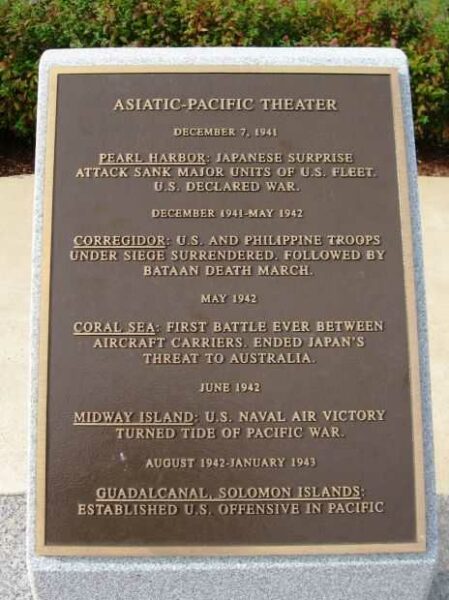 ASIATIC-PACIFIC THEATER
DECEMBER 7, 1941
PEARL HARBOR: JAPANESE SURPRISE
ATTACK SANK MAJOR UNITS OF U.S. FLEET.
U.S. DECLARED WAR.
DECEMBER 1941-MAY 1942
CORREGIDOR: U.S. AND PHILIPPINE TROOPS
UNDER SIEGE SURRENDERED. FOLLOWED BY
BATAAN DEATH MARCH.
MAY 1942
CORAL SEA: FIRST BATTLE EVER BETWEEN
AIRCRAFT CARRIERS. ENDED JAPAN'S
THREAT TO AUSTRALIA.
JUNE 1942
MIDWAY ISLAND: U.S. NAVAL AIR VICTORY
TURNED TIDE OF PACIFIC WAR.
AUGUST 1942-JANUARY 1943
GUADALCANAL, SOLOMON ISLANDS:
ESTABLISHED U.S. OFFENSIVE IN PACIFIC